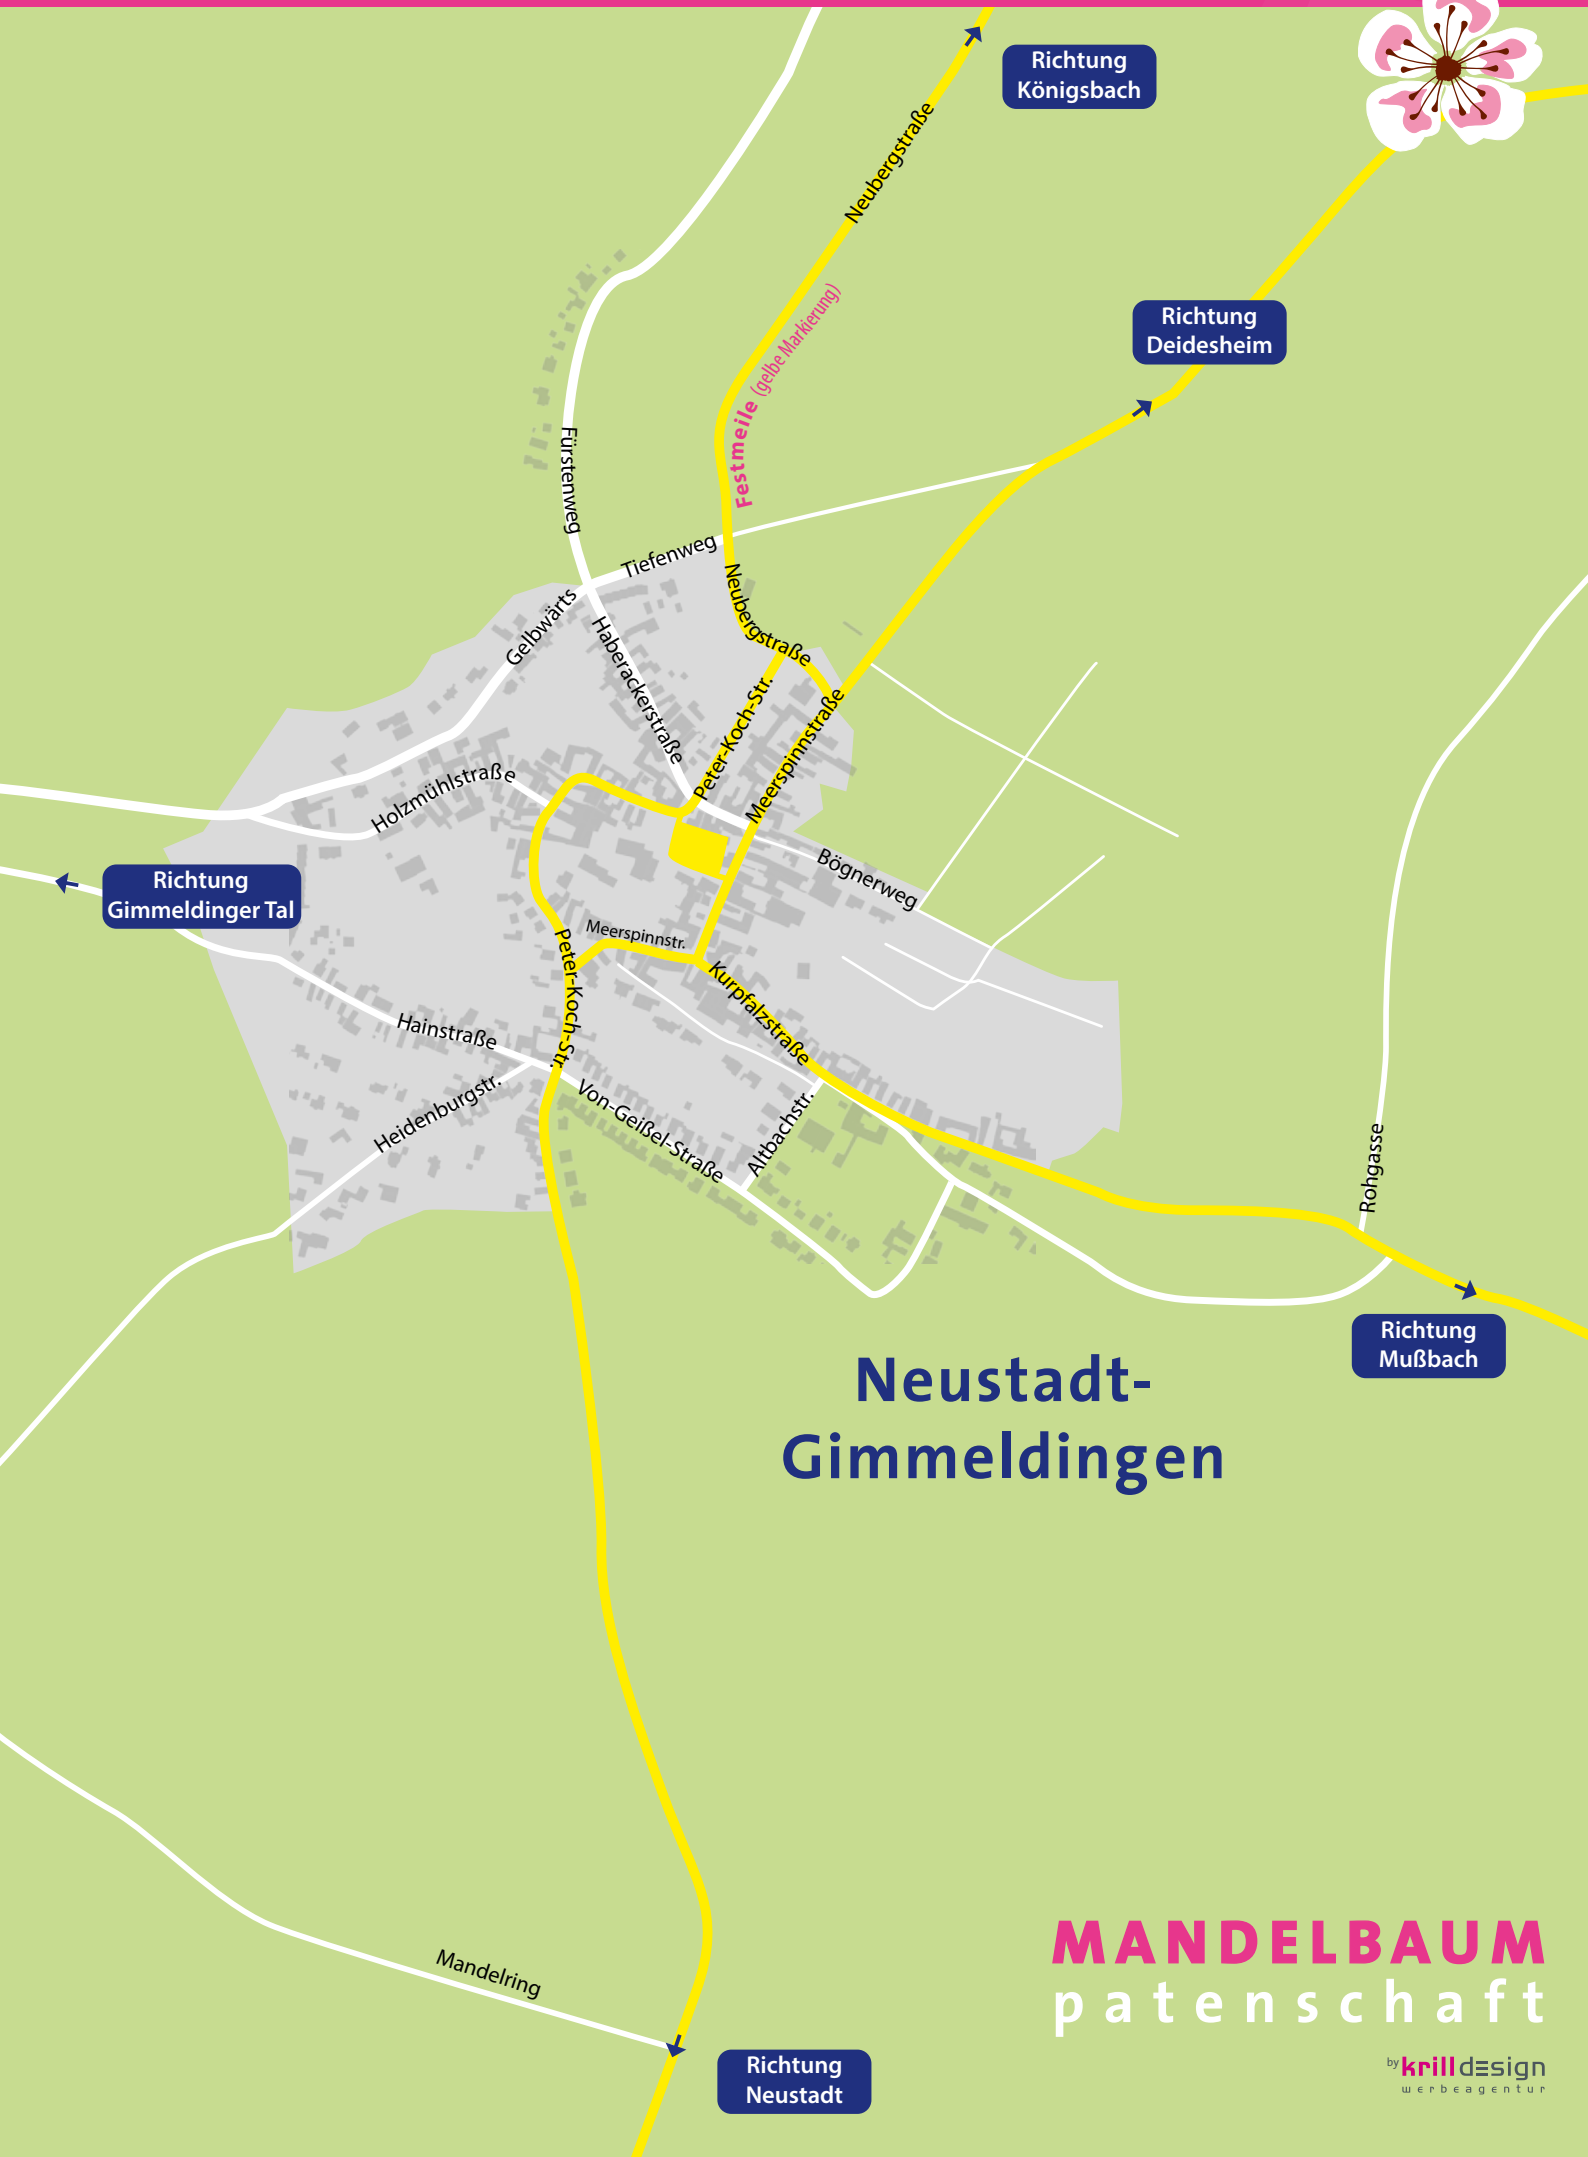 Richtung
Königsbach
Neubergstraße
Richtung
Deidesheim
Festmeile (gelbe Markierung)
Fürstenweg
Tiefenweg
Neubergstraße
Gelbwärts
Haberackerstraße
Peter-Koch-Str.
Meerspinnstraße
Holzmühlstraße
Bögnerweg
Richtung
Gimmeldinger Tal
Meerspinnstr.
Peter-Koch-Str.
Kurpfalzstraße
Hainstraße
Heidenburgstr.
Von-Geißel-Straße
Altbachstr.
Rohgasse
Richtung
Mußbach
Neustadt-
Gimmeldingen
Mandelring
Richtung
Neustadt
MANDELBAUM
patenschaft
by krilldesign
werbeagentur